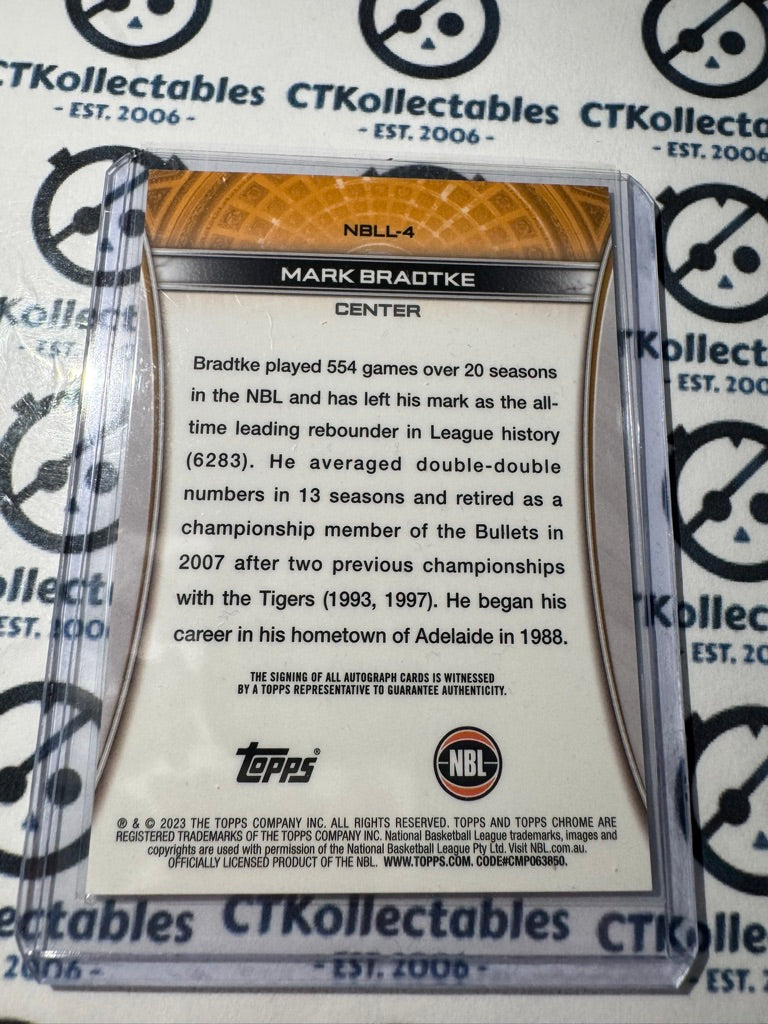 CTKollectables CTKollectables CTKollecta
- EST. 2006 - - EST. 2006 - - EST. 2006
NBLL-4
MARK BRADTKE
CENTER
Bradtke played 554 games over 20 seasons
in the NBL and has left his mark as the all-
time leading rebounder in League history
(6283). He averaged double-double
numbers in 13 seasons and retired as a
championship member of the Bullets in
2007 after two previous championships
with the Tigers (1993, 1997). He began his
career in his hometown of Adelaide in 1988.
THE SIGNING OF ALL AUTOGRAPH CARDS IS WITNESSED
BY A TOPPS REPRESENTATIVE TO GUARANTEE AUTHENTICITY.
Topps® NBL
® & © 2023 THE TOPPS COMPANY INC. ALL RIGHTS RESERVED. TOPPS AND TOPPS CHROME ARE
REGISTERED TRADEMARKS OF THE TOPPS COMPANY INC. National Basketball League trademarks, images and
copyrights are used with permission of the National Basketball League Pty Ltd. Visit NBL.com.au.
OFFICIALLY LICENSED PRODUCT OF THE NBL. WWW.TOPPS.COM. CODE#CMP063850.
ectables CTKollectables CTKolle
2006 - - EST. 2006 - - EST. 2